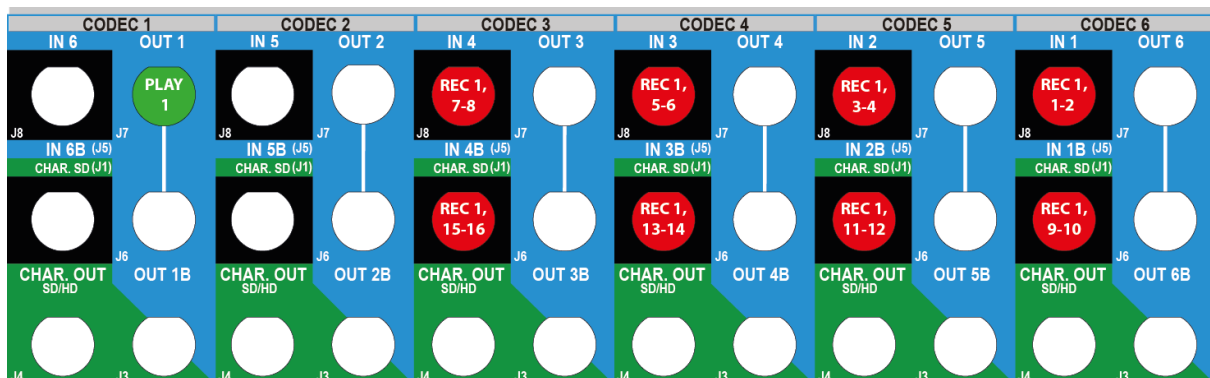 CODEC 1 CODEC 2 CODEC 3 CODEC 4 CODEC 5 CODEC 6
IN 6 OUT 1 IN 5 OUT 2 IN 4 OUT 3 IN 3 OUT 4 IN 2 OUT 5 IN 1 OUT 6
PLAY REC 1, REC 1, REC 1, REC 1,
1 7-8 5-6 3-4 1-2
J8 J7 J8 J7 J8 J7 J8 J7 J8 J7 J8 J7
IN 6B (J5) IN 5B (J5) IN 4B (J5) IN 3B (J5) IN 2B (J5) IN 1B (J5)
CHAR. SD (J1) CHAR. SD (J1) CHAR. SD (J1) CHAR. SD (J1) CHAR. SD (J1) CHAR. SD (J1)
REC 1, REC 1, REC 1, REC 1,
15-16 13-14 11-12 9-10
J6 J6 J6 J6 J6 J6
CHAR. OUT OUT 1B CHAR. OUT OUT 2B CHAR. OUT OUT 3B CHAR. OUT OUT 4B CHAR. OUT OUT 5B CHAR. OUT OUT 6B
SD/HD SD/HD SD/HD SD/HD SD/HD SD/HD
J4 J3 J4 J3 J4 J3 J4 J3 J4 J3 J4 J3